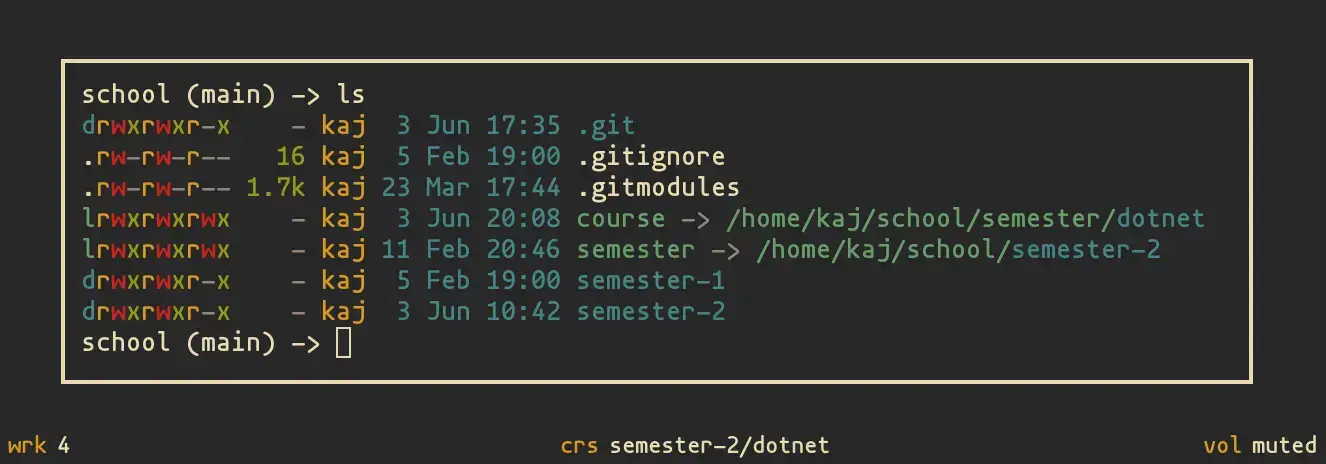 school (main) -> ls
drwxrwxr-x    - kaj  3 Jun 17:35 .git
.rw-rw-r--   16 kaj  5 Feb 19:00 .gitignore
.rw-rw-r-- 1.7k kaj 23 Mar 17:44 .gitmodules
lrwxrwxrwx    - kaj  3 Jun 20:08 course -> /home/kaj/school/semester/dotnet
lrwxrwxrwx    - kaj 11 Feb 20:46 semester -> /home/kaj/school/semester-2
drwxrwxr-x    - kaj  5 Feb 19:00 semester-1
drwxrwxr-x    - kaj  3 Jun 10:42 semester-2
school (main) ->
wrk 4 crs semester-2/dotnet vol muted